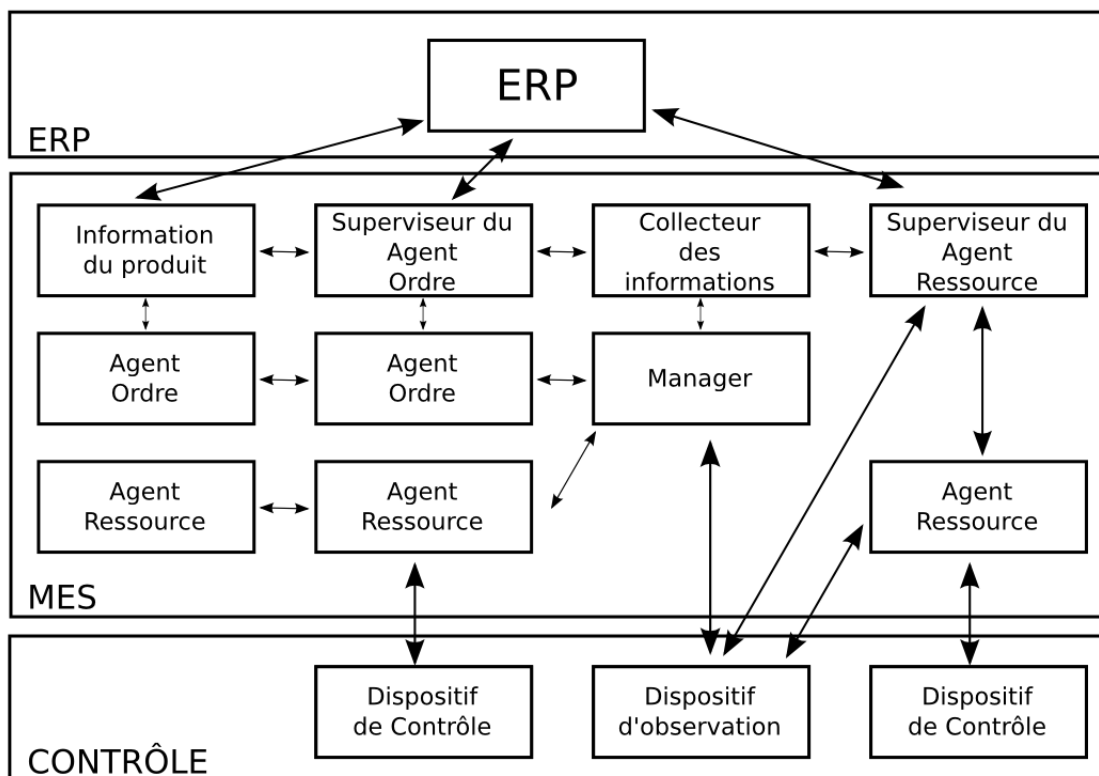 ERP
ERP
Information
du produit
Superviseur du
Agent
Ordre
Collecteur
des
informations
Superviseur du
Agent
Ressource
Agent
Ordre
Agent
Ordre
Manager
Agent
Ressource
Agent
Ressource
Agent
Ressource
MES
Dispositif
de Contrôle
Dispositif
d'observation
Dispositif
de Contrôle
CONTRÔLE